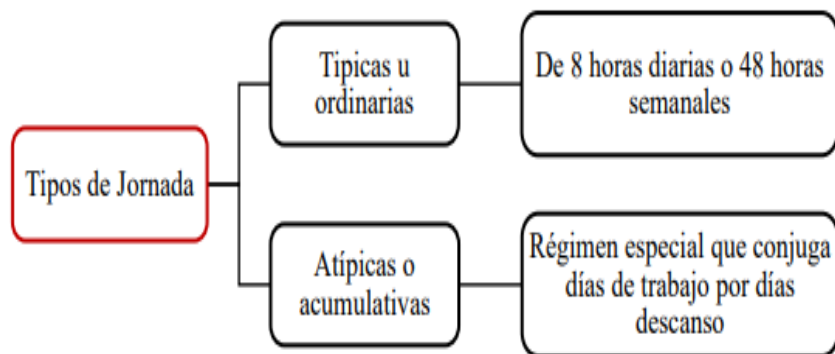 Tipos de Jornada
Tipicas u
ordinarias
De 8 horas diarias o 48 horas
semanales
Atípicas o
acumulativas
Régimen especial que conjuga
días de trabajo por días
descanso